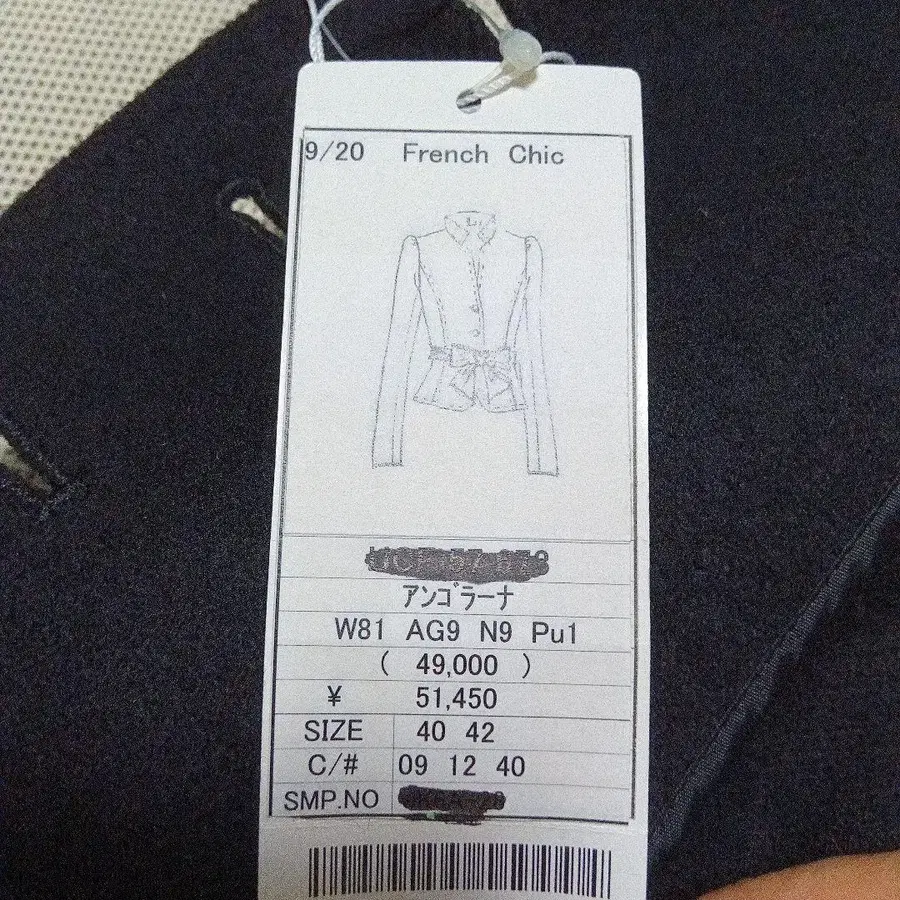 9/20 French Chic
アンゴラーナ
W81 AG9 N9 Pu1
( 49,000 )
¥ 51,450
SIZE 40 42
C/# 09 12 40
SMP.NO